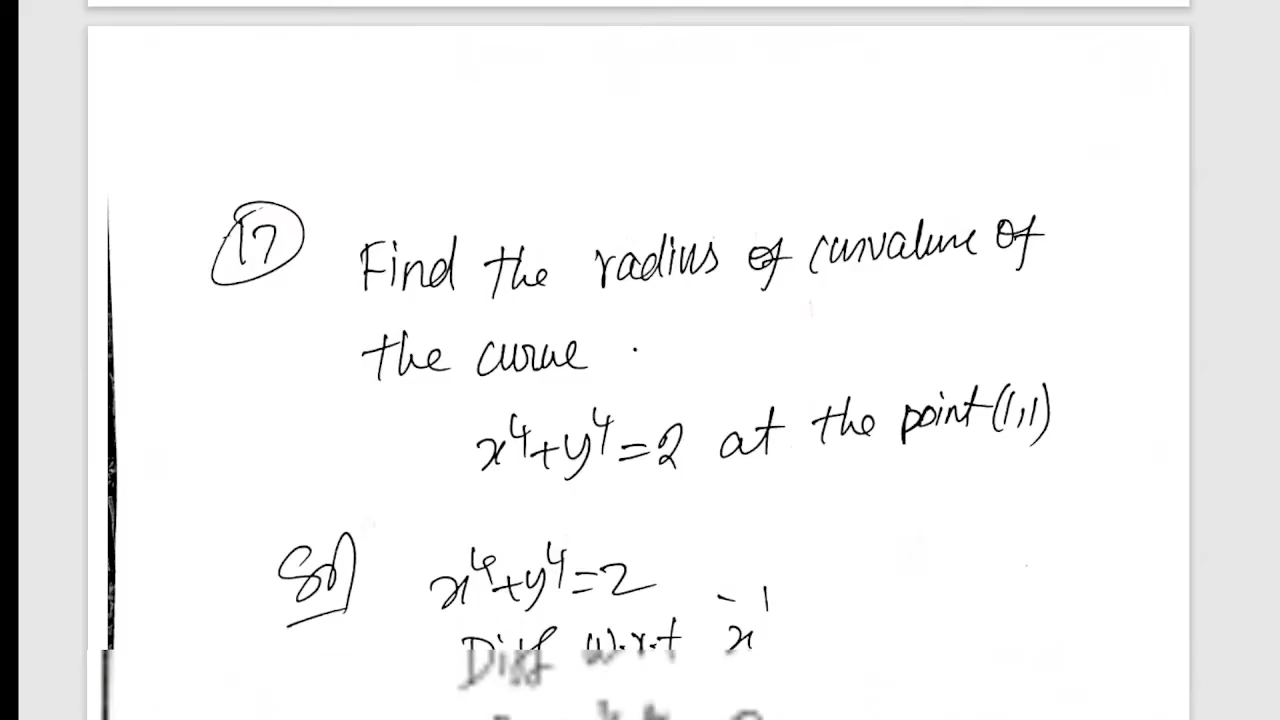 17 Find the radius of curvature of
the curve .
x⁴+y⁴=2 at the point (1,1)
Sol x⁴+y⁴=2
Diff w.r.t x